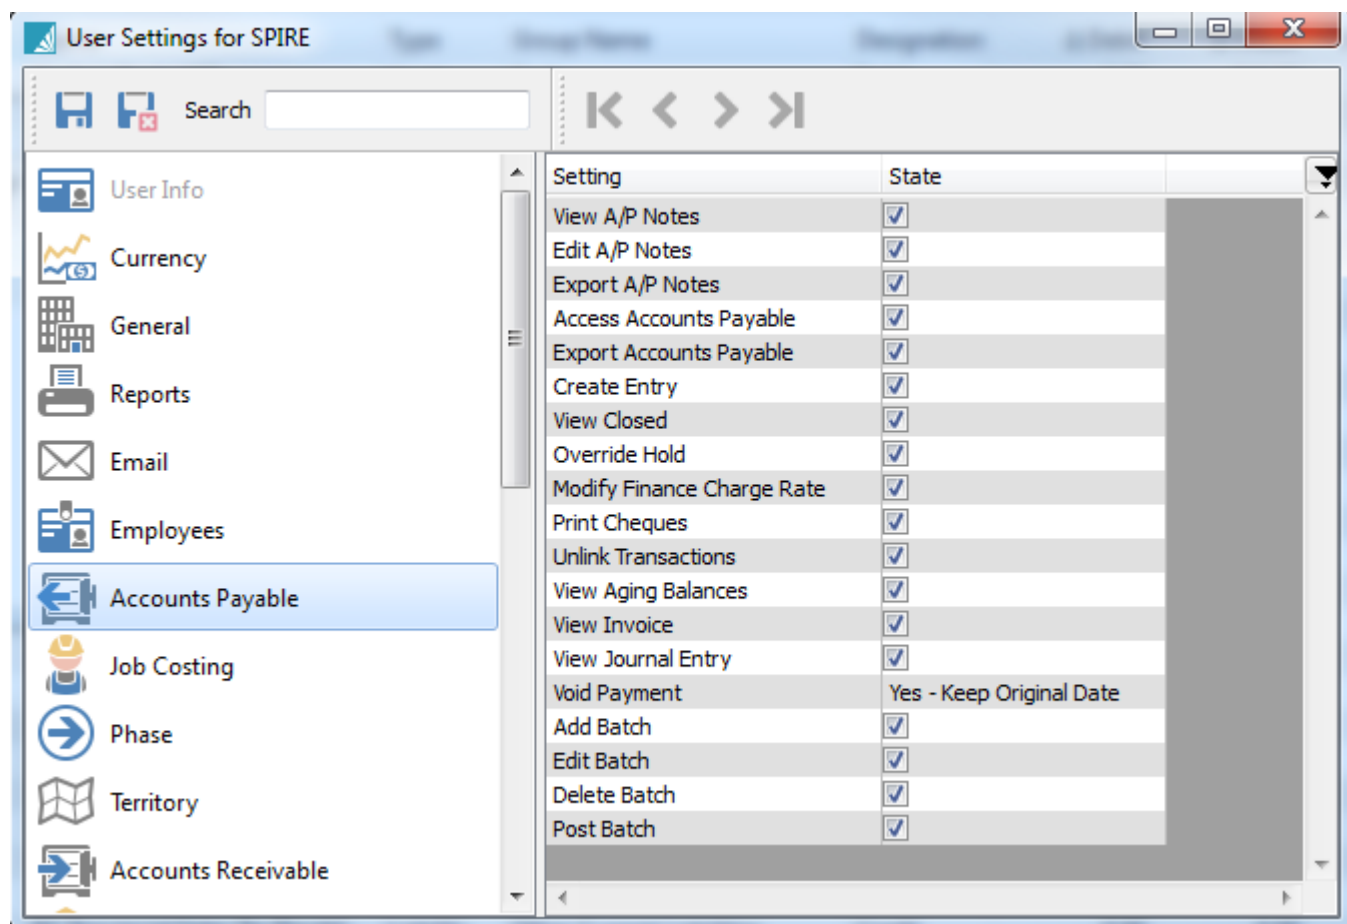 User Settings for SPIRE
Search
User Info
Currency
General
Reports
Email
Employees
Accounts Payable
Job Costing
Phase
Territory
Accounts Receivable
Setting State
View A/P Notes
Edit A/P Notes
Export A/P Notes
Access Accounts Payable
Export Accounts Payable
Create Entry
View Closed
Override Hold
Modify Finance Charge Rate
Print Cheques
Unlink Transactions
View Aging Balances
View Invoice
View Journal Entry
Void Payment Yes - Keep Original Date
Add Batch
Edit Batch
Delete Batch
Post Batch